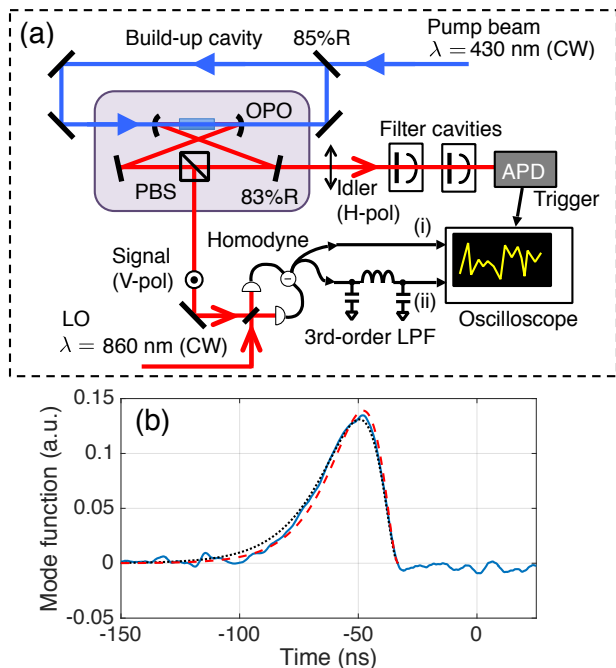 (a)
Build-up cavity
85%R
Pump beam
λ = 430 nm (CW)
OPO
Filter cavities
PBS
83%R
Idler
(H-pol)
APD
Trigger
Signal
(V-pol)
Homodyne
−
(i)
(ii)
LO
λ = 860 nm (CW)
3rd-order LPF
Oscilloscope
(b)
Mode function (a.u.)
0.15
0.1
0.05
0
-0.05
-150
-100
-50
0
Time (ns)